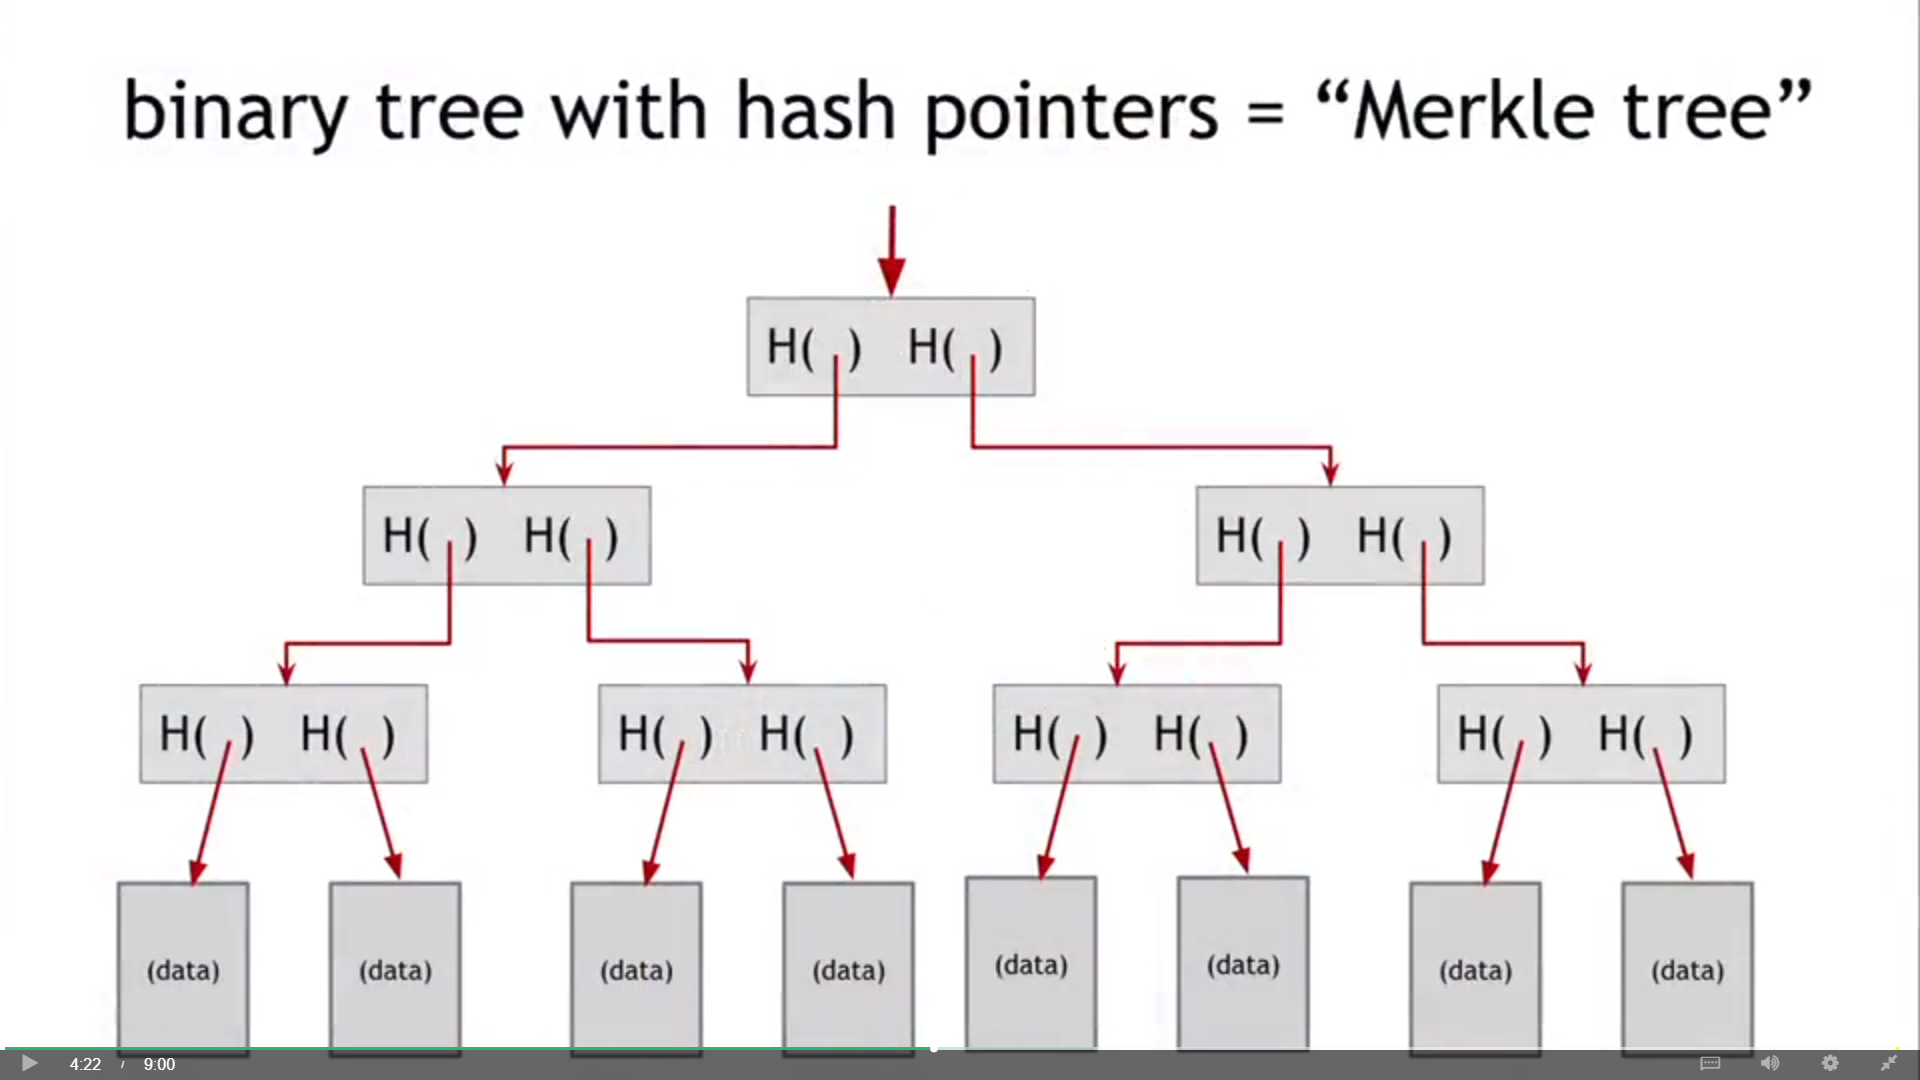 binary tree with hash pointers = “Merkle tree”
H( ) H( )
H( ) H( ) H( ) H( )
H( ) H( ) H( ) H( ) H( ) H( ) H( ) H( )
(data) (data) (data) (data) (data) (data) (data) (data)
4:22 / 9:00